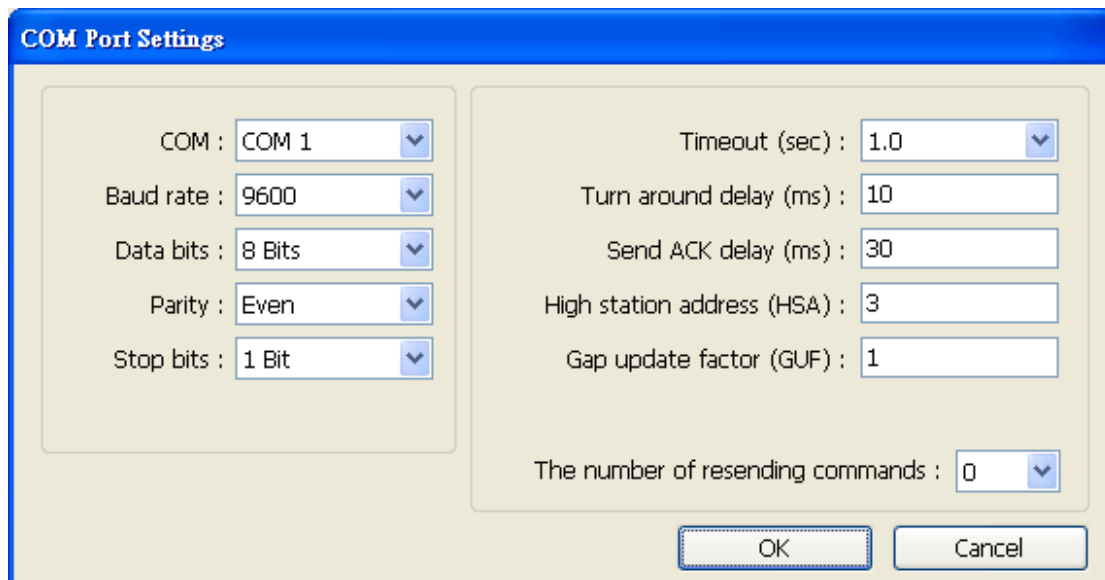 COM Port Settings
COM : COM 1
Baud rate : 9600
Data bits : 8 Bits
Parity : Even
Stop bits : 1 Bit
Timeout (sec) : 1.0
Turn around delay (ms) : 10
Send ACK delay (ms) : 30
High station address (HSA) : 3
Gap update factor (GUF) : 1
The number of resending commands : 0
OK
Cancel